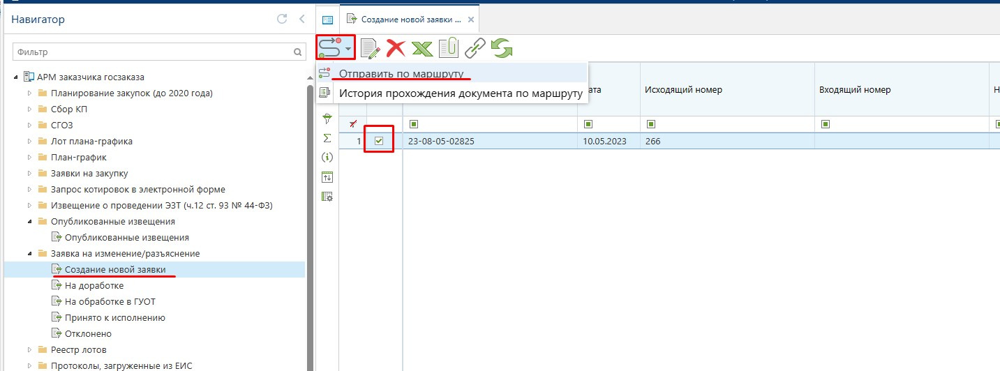 Навигатор
Создание новой заявки ...
Фильтр
Отправить по маршруту
История прохождения документа по маршруту
АРМ заказчика госзаказа
Планирование закупок (до 2020 года)
Сбор КП
СГОЗ
Лот плана-графика
План-график
Заявки на закупку
Запрос котировок в электронной форме
Извещение о проведении ЭЗТ (ч.12 ст. 93 № 44-ФЗ)
Опубликованные извещения
Опубликованные извещения
Заявка на изменение/разъяснение
Создание новой заявки
На доработке
На обработке в ГУОТ
Принято к исполнению
Отклонено
Реестр лотов
Протоколы, загруженные из ЕИС
ата
Исходящий номер
Входящий номер
Н
1
23-08-05-02825
10.05.2023
266